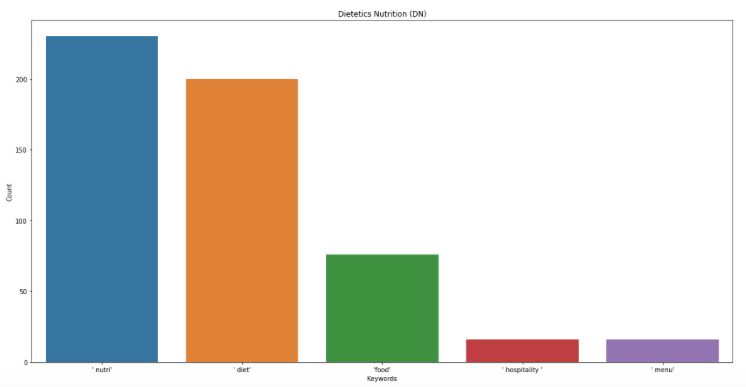 Dietetics Nutrition (DN)
Count
200
150
100
50
0
' nutri'
' diet'
'food'
' hospitality '
' menu'
Keywords